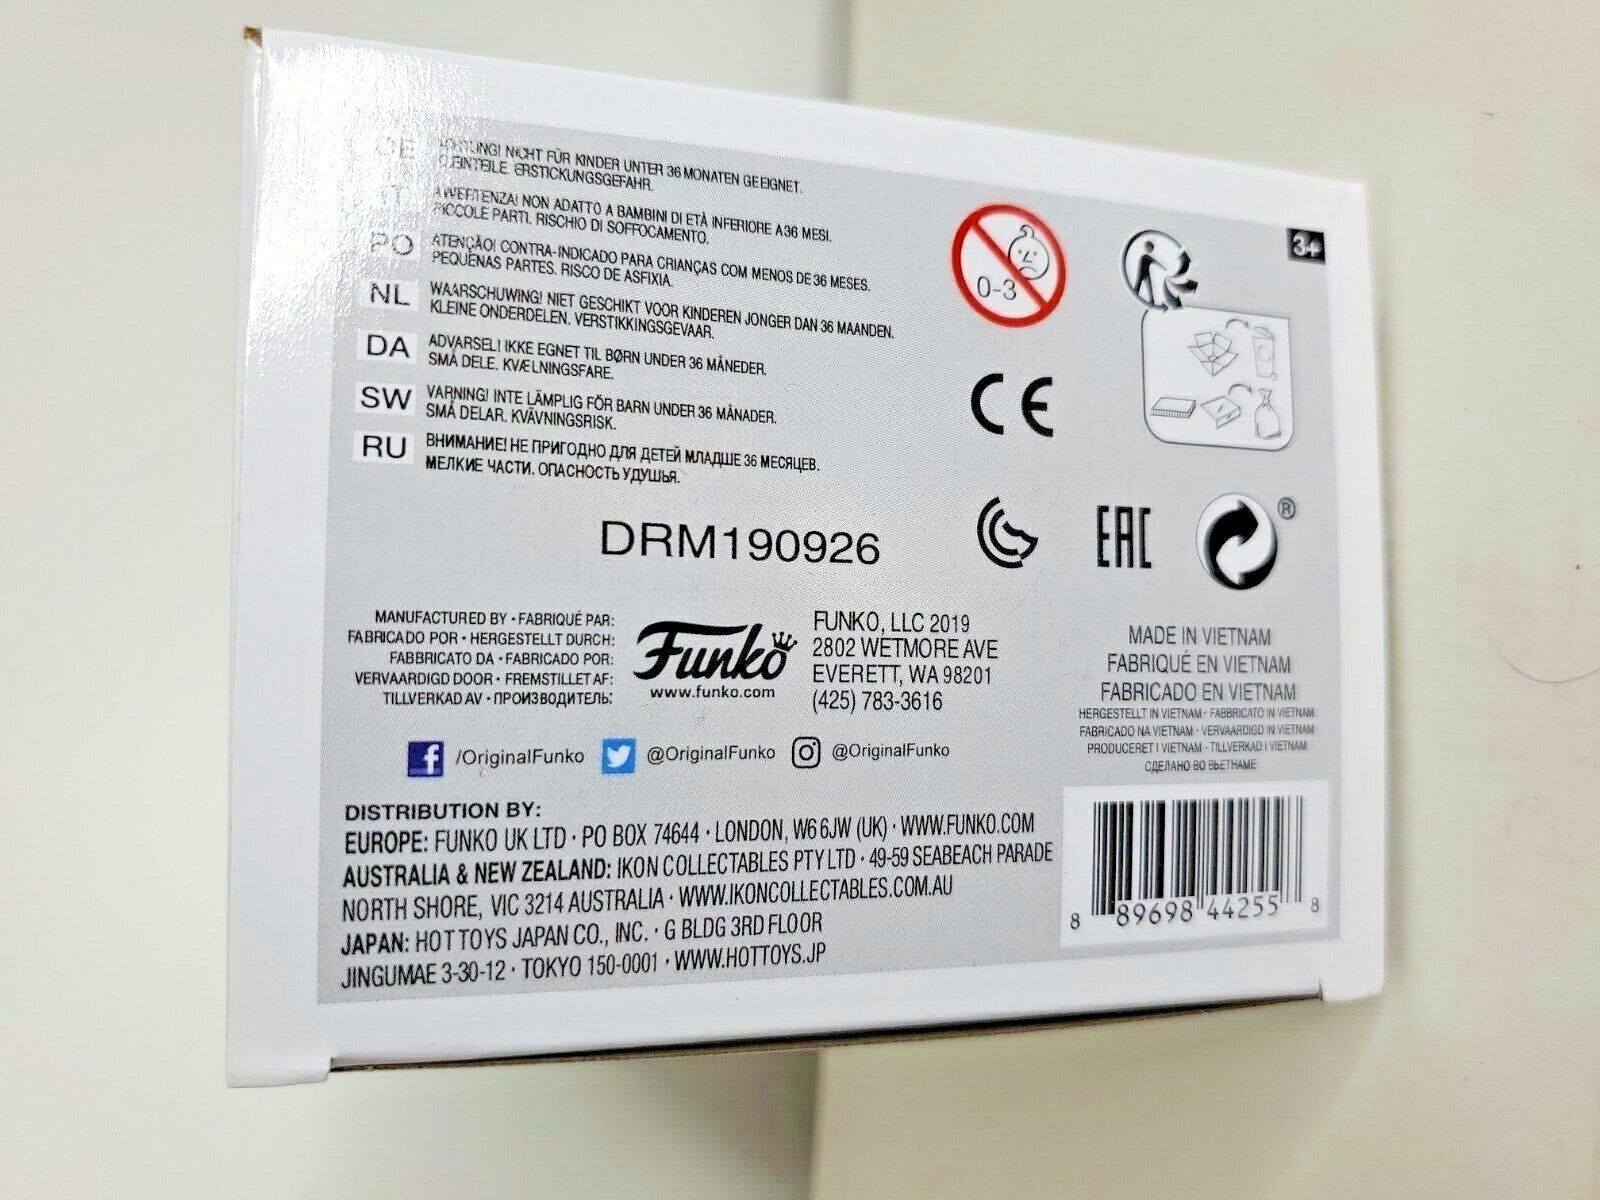 DE ACHTUNG! NICHT FÜR KINDER UNTER 36 MONATEN GEEIGNET.
KLEINTEILE. ERSTICKUNGSGEFAHR.
IT AVVERTENZA! NON ADATTO A BAMBINI DI ETÀ INFERIORE A 36 MESI.
PICCOLE PARTI. RISCHIO DI SOFFOCAMENTO.
PO ATENÇÃO! CONTRA-INDICADO PARA CRIANÇAS COM MENOS DE 36 MESES.
PEQUENAS PARTES. RISCO DE ASFIXIA.
NL WAARSCHUWING! NIET GESCHIKT VOOR KINDEREN JONGER DAN 36 MAANDEN.
KLEINE ONDERDELEN. VERSTIKKINGSGEVAAR.
DA ADVARSEL! IKKE EGNET TIL BØRN UNDER 36 MÅNEDER.
SMÅ DELE. KVÆLNINGSFARE.
SW VARNING! INTE LÄMPLIG FÖR BARN UNDER 36 MÅNADER.
SMÅ DELAR. KVÄVNINGSRISK.
RU ВНИМАНИЕ! НЕ ПРИГОДНО ДЛЯ ДЕТЕЙ МЛАДШЕ 36 МЕСЯЦЕВ.
МЕЛКИЕ ЧАСТИ. ОПАСНОСТЬ УДУШЬЯ.
0-3
3+
CE
DRM190926
EAC
®
MANUFACTURED BY • FABRIQUÉ PAR:
FABRICADO POR • HERGESTELLT DURCH:
FABBRICATO DA • FABRICADO POR:
VERVAARDIGD DOOR • FREMSTILLET AF:
TILLVERKAD AV • ПРОИЗВОДИТЕЛЬ:
Funko
www.funko.com
FUNKO, LLC 2019
2802 WETMORE AVE
EVERETT, WA 98201
(425) 783-3616
MADE IN VIETNAM
FABRIQUÉ EN VIETNAM
FABRICADO EN VIETNAM
HERGESTELLT IN VIETNAM • FABBRICATO IN VIETNAM
FABRICADO NA VIETNAM • VERVAARDIGD IN VIETNAM
PRODUCERET I VIETNAM • TILLVERKAD I VIETNAM
СДЕЛАНО ВО ВЬЕТНАМЕ
f /OriginalFunko @OriginalFunko @OriginalFunko
DISTRIBUTION BY:
EUROPE: FUNKO UK LTD • PO BOX 74644 • LONDON, W6 6JW (UK) • WWW.FUNKO.COM
AUSTRALIA & NEW ZEALAND: IKON COLLECTABLES PTY LTD • 49-59 SEABEACH PARADE
NORTH SHORE, VIC 3214 AUSTRALIA • WWW.IKONCOLLECTABLES.COM.AU
JAPAN: HOT TOYS JAPAN CO., INC. • G BLDG 3RD FLOOR
JINGUMAE 3-30-12 • TOKYO 150-0001 • WWW.HOTTOYS.JP
8 89698 44255 8